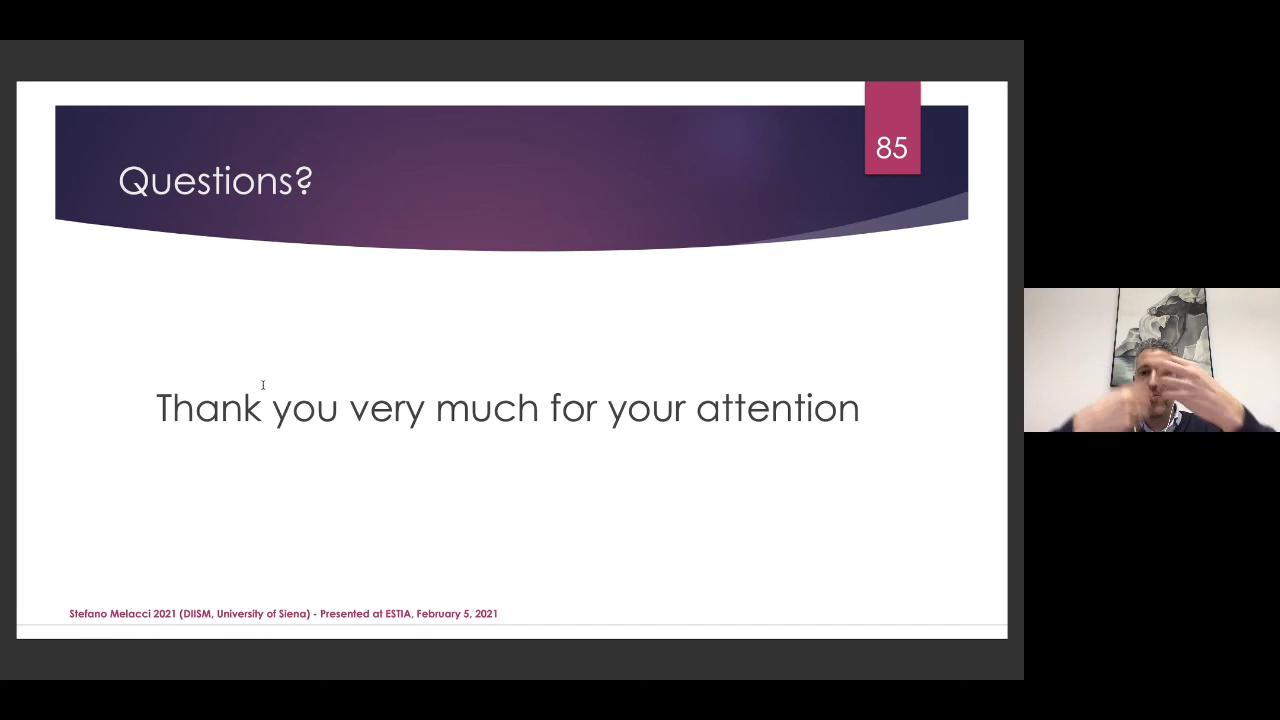 85
Questions?
Thank you very much for your attention
Stefano Melacci 2021 (DIISM, University of Siena) - Presented at ESTIA, February 5, 2021